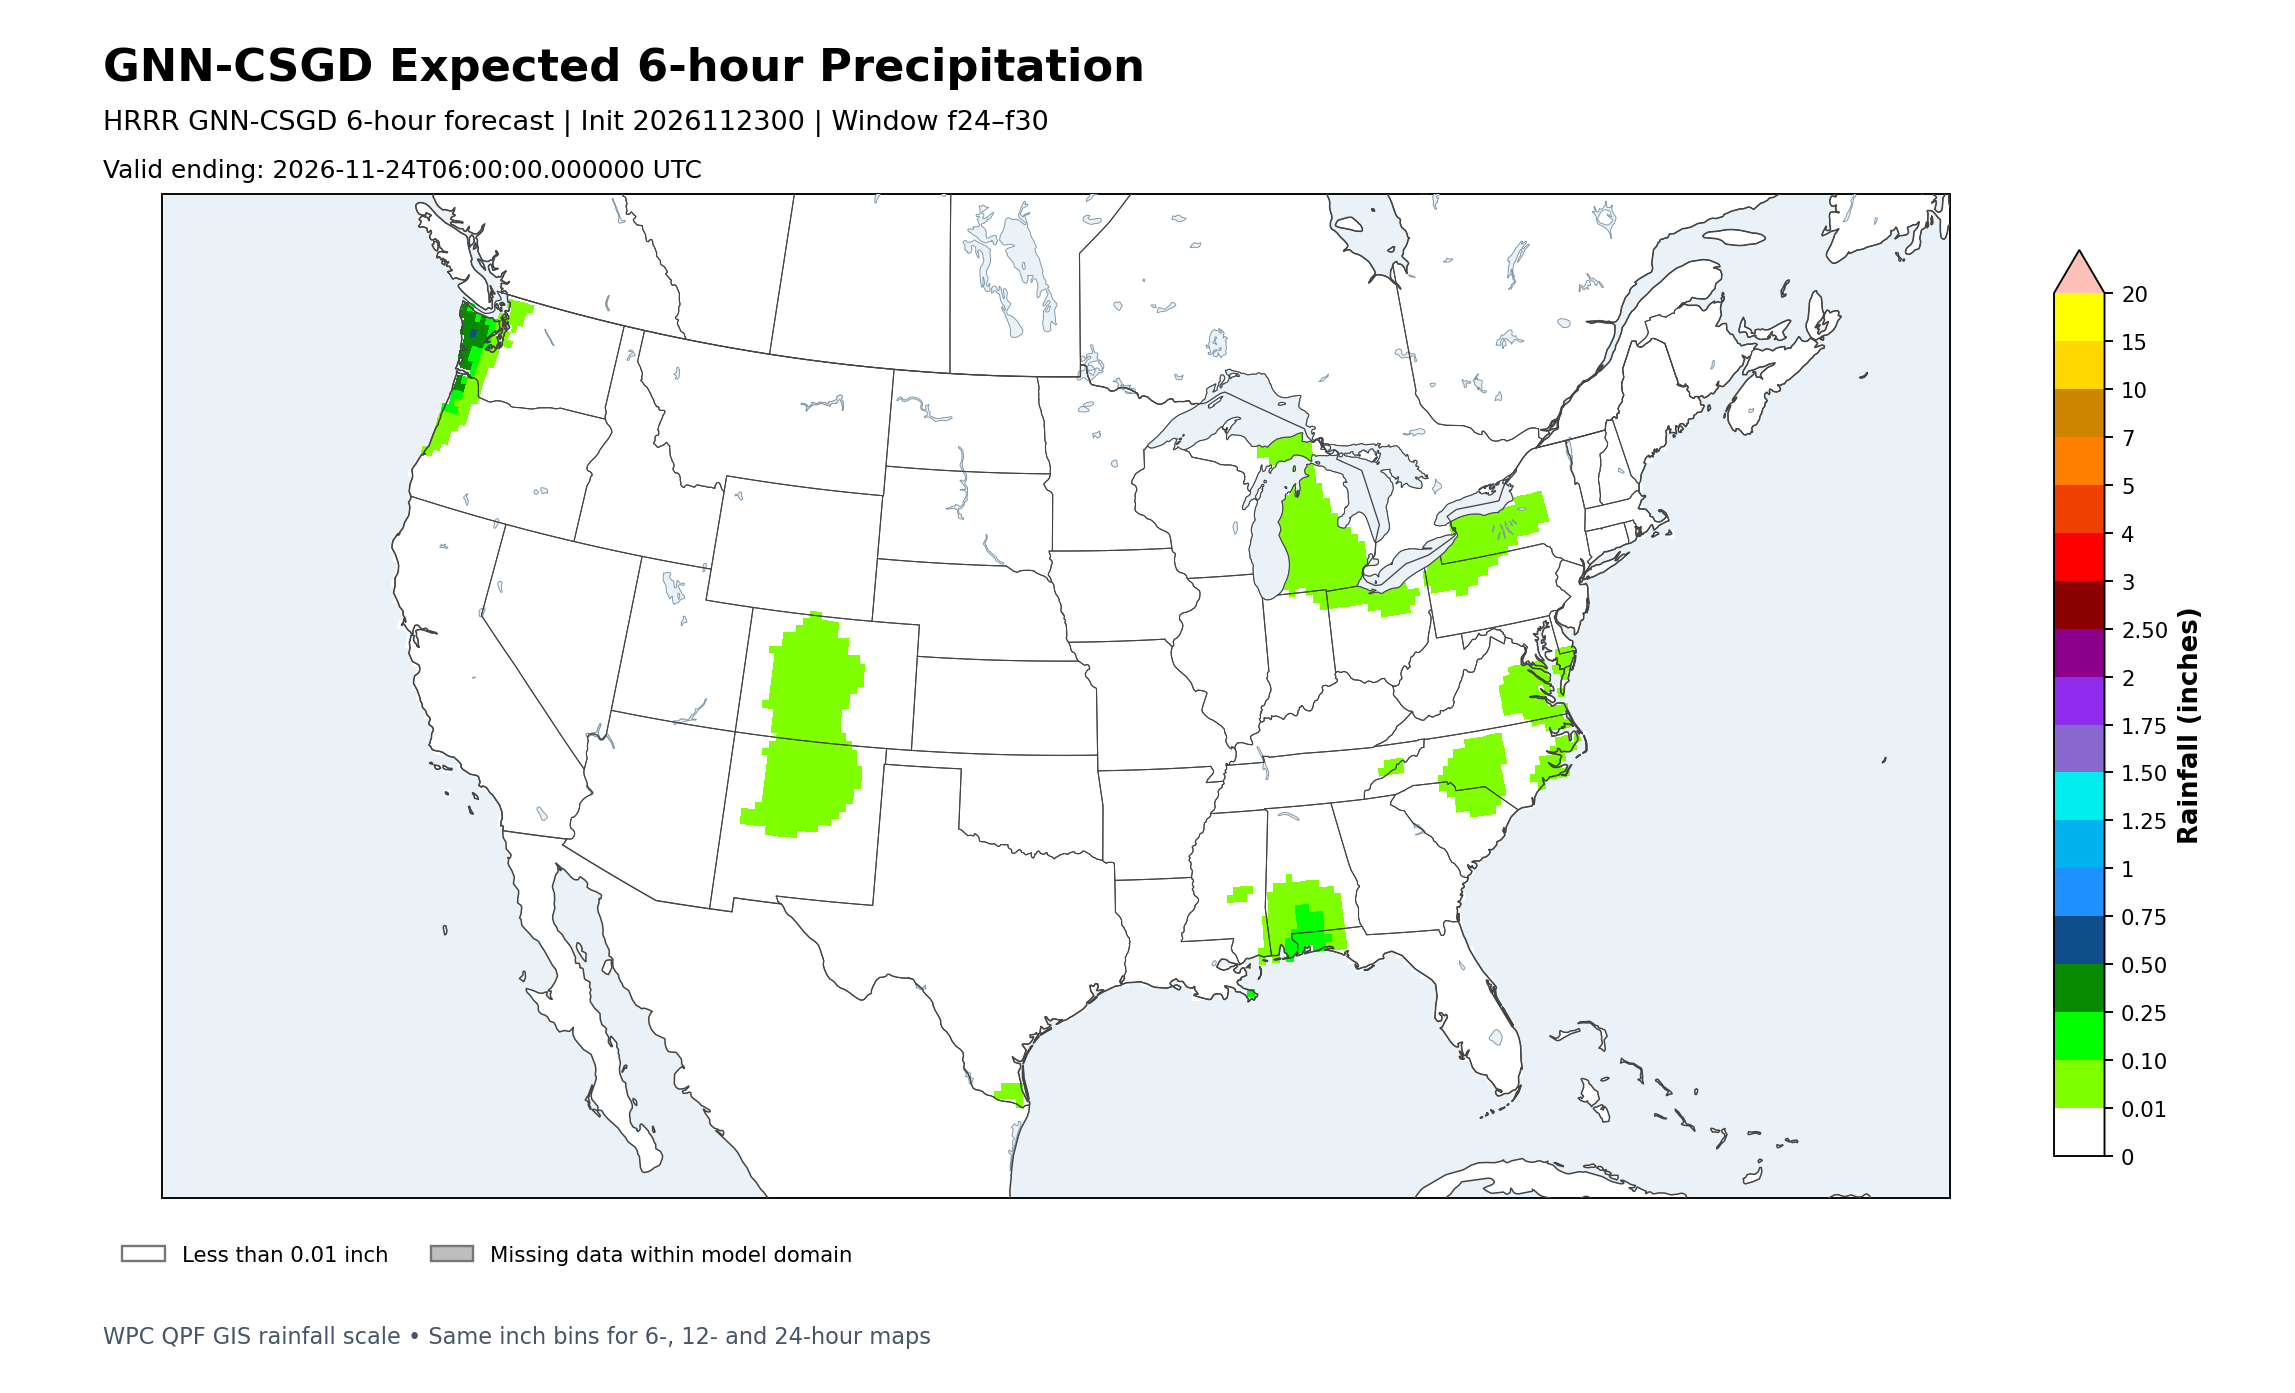 GNN-CSGD Expected 6-hour Precipitation
HRRR GNN-CSGD 6-hour forecast | Init 2026112300 | Window f24–f30
Valid ending: 2026-11-24T06:00:00.000000 UTC
20
15
10
7
5
4
3
2.50
2
1.75
1.50
1.25
1
0.75
0.50
0.25
0.10
0.01
0
Rainfall (inches)
Less than 0.01 inch
Missing data within model domain
WPC QPF GIS rainfall scale • Same inch bins for 6-, 12- and 24-hour maps